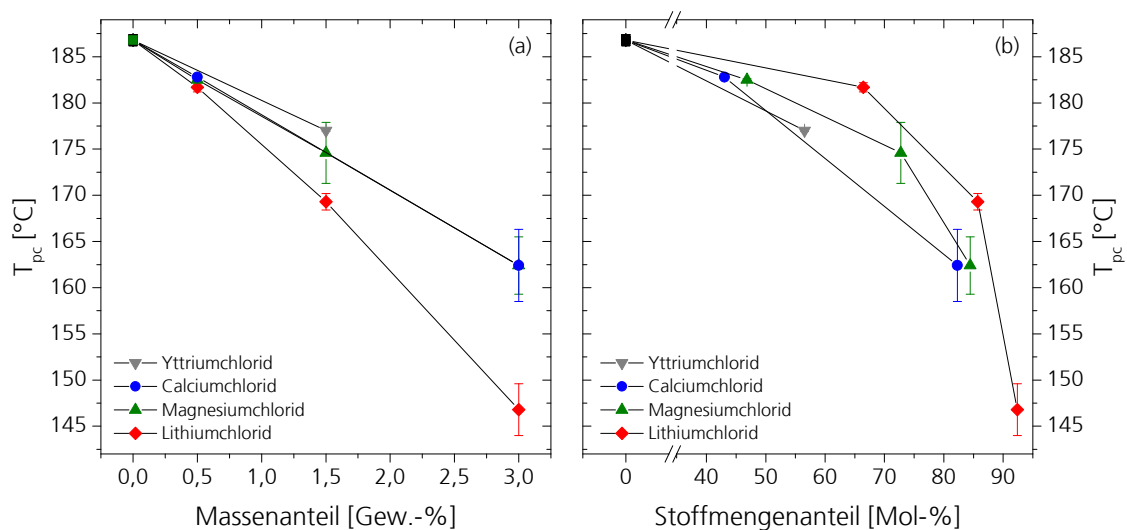 (a)
185
180
175
170
165
160
155
150
145
T_pc [°C]
Yttriumchlorid
Calciumchlorid
Magnesiumchlorid
Lithiumchlorid
0,0 0,5 1,0 1,5 2,0 2,5 3,0
Massenanteil [Gew.-%]
(b)
Yttriumchlorid
Calciumchlorid
Magnesiumchlorid
Lithiumchlorid
0 40 50 60 70 80 90
Stoffmengenanteil [Mol-%]
185
180
175
170
165
160
155
150
145
T_pc [°C]